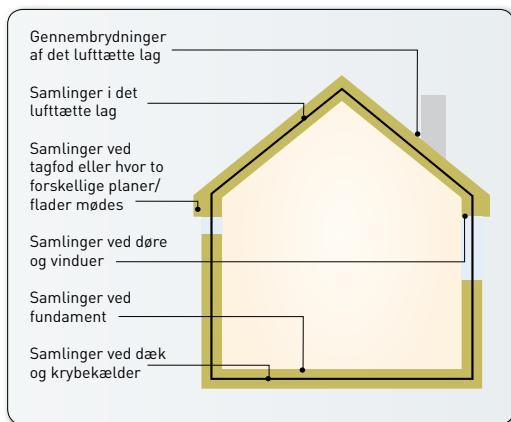 Gennembrydninger
af det lufttætte lag
Samlinger i det
lufttætte lag
Samlinger ved
tagfod eller hvor to
forskellige planer/
flader mødes
Samlinger ved døre
og vinduer
Samlinger ved
fundament
Samlinger ved dæk
og krybekælder